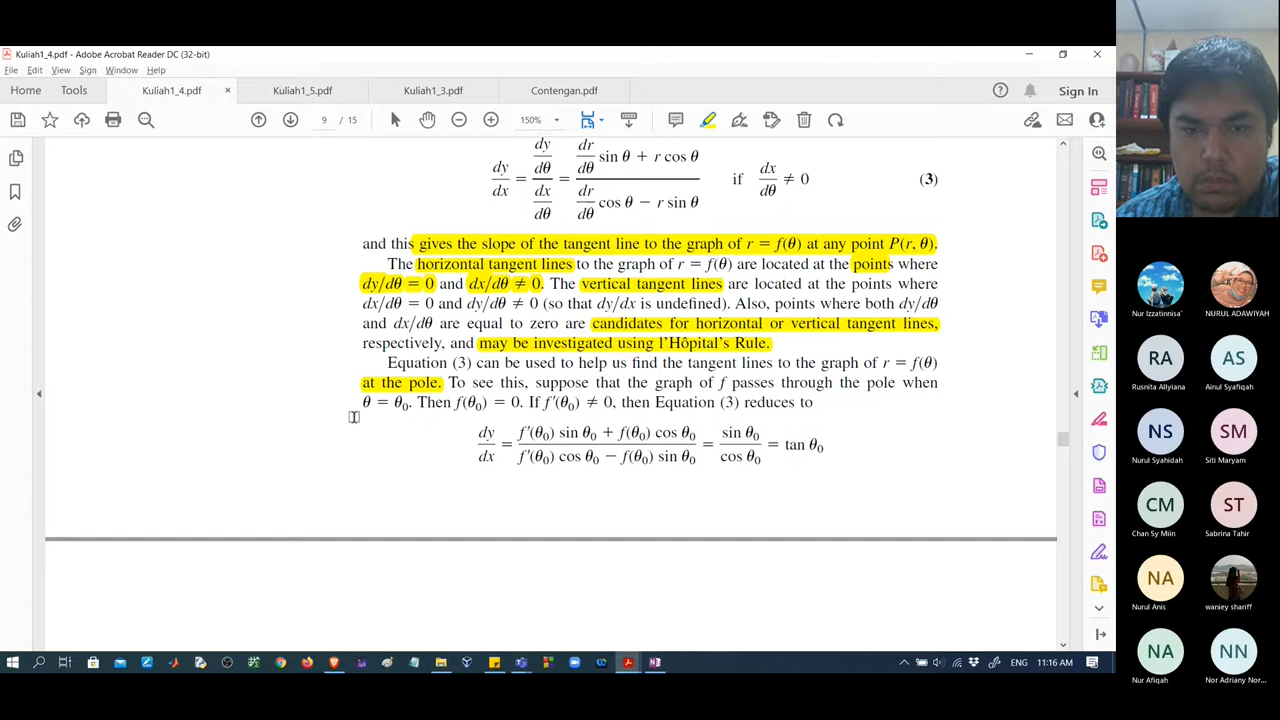 Kuliah1_4.pdf - Adobe Acrobat Reader DC (32-bit)
File Edit View Sign Window Help
Home Tools Kuliah1_4.pdf × Kuliah1_5.pdf Kuliah1_3.pdf Contengan.pdf Sign In
9 / 15 150%
dy/dx = (dy/dθ)/(dx/dθ) = (dr/dθ sin θ + r cos θ)/(dr/dθ cos θ − r sin θ) if dx/dθ ≠ 0 (3)
and this gives the slope of the tangent line to the graph of r = f(θ) at any point P(r, θ).
The horizontal tangent lines to the graph of r = f(θ) are located at the points where
dy/dθ = 0 and dx/dθ ≠ 0. The vertical tangent lines are located at the points where
dx/dθ = 0 and dy/dθ ≠ 0 (so that dy/dx is undefined). Also, points where both dy/dθ
and dx/dθ are equal to zero are candidates for horizontal or vertical tangent lines,
respectively, and may be investigated using l'Hôpital's Rule.
Equation (3) can be used to help us find the tangent lines to the graph of r = f(θ)
at the pole. To see this, suppose that the graph of f passes through the pole when
θ = θ₀. Then f(θ₀) = 0. If f′(θ₀) ≠ 0, then Equation (3) reduces to
dy/dx = (f′(θ₀) sin θ₀ + f(θ₀) cos θ₀)/(f′(θ₀) cos θ₀ − f(θ₀) sin θ₀) = sin θ₀/cos θ₀ = tan θ₀
Nur Izzatinnisa' NURUL ADAWIYAH
RA AS
Rusnita Allyiana Ainul Syafiqah
NS SM
Nurul Syahidah Siti Maryam
CM ST
Chan Sy Miin Sabrina Tahir
NA
Nurul Anis waniey shariff
NA NN
Nur Afiqah Nor Adriany Nor...
ENG 11:16 AM